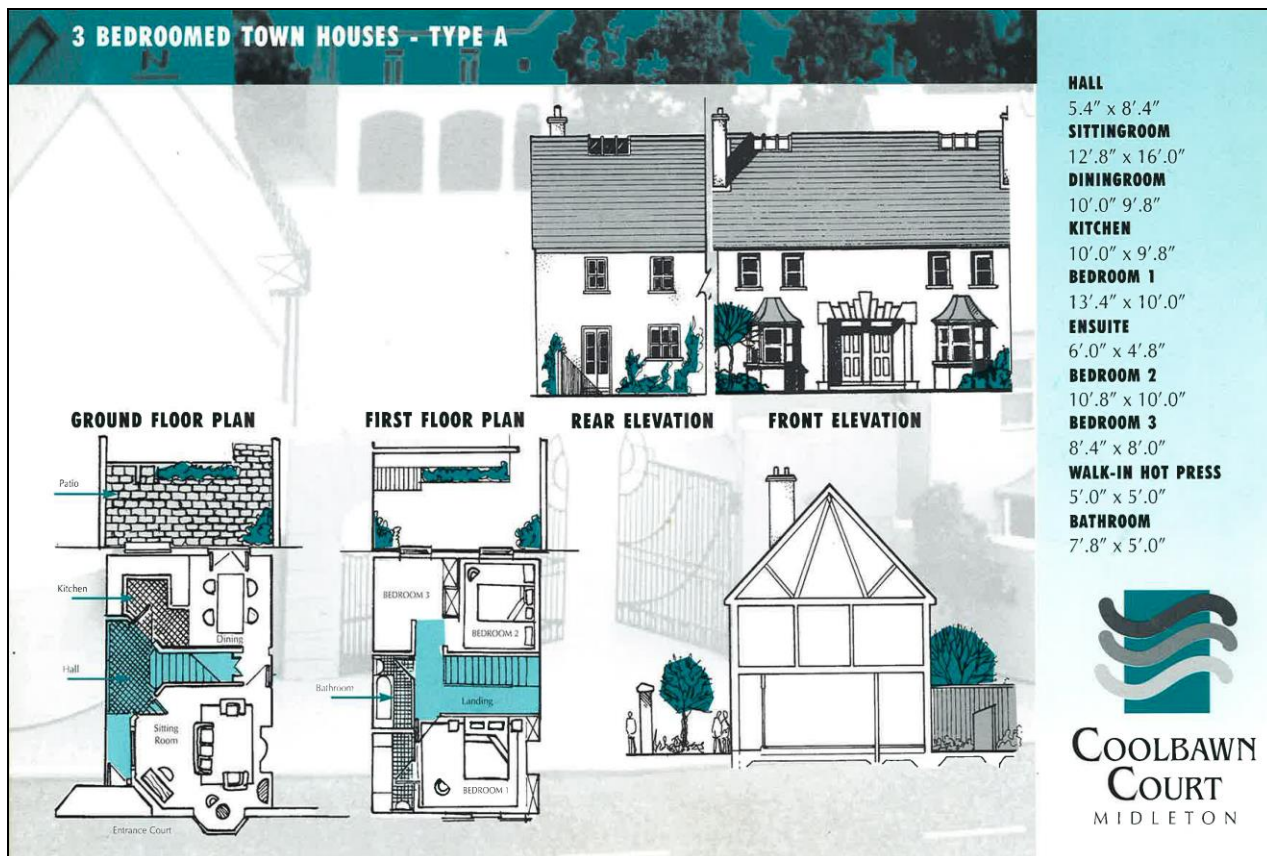 3 BEDROOMED TOWN HOUSES - TYPE A
HALL
5.4" x 8'.4"
SITTINGROOM
12'.8" x 16'.0"
DININGROOM
10'.0" 9'.8"
KITCHEN
10'.0" x 9'.8"
BEDROOM 1
13'.4" x 10'.0"
ENSUITE
6'.0" x 4'.8"
BEDROOM 2
10'.8" x 10'.0"
BEDROOM 3
8'.4" x 8'.0"
WALK-IN HOT PRESS
5'.0" x 5'.0"
BATHROOM
7'.8" x 5'.0"
GROUND FLOOR PLAN
FIRST FLOOR PLAN
REAR ELEVATION
FRONT ELEVATION
Patio
Kitchen
Dining
Hall
Sitting
Room
Entrance Court
BEDROOM 3
BEDROOM 2
Bathroom
Landing
BEDROOM 1
COOLBAWN
COURT
MIDLETON